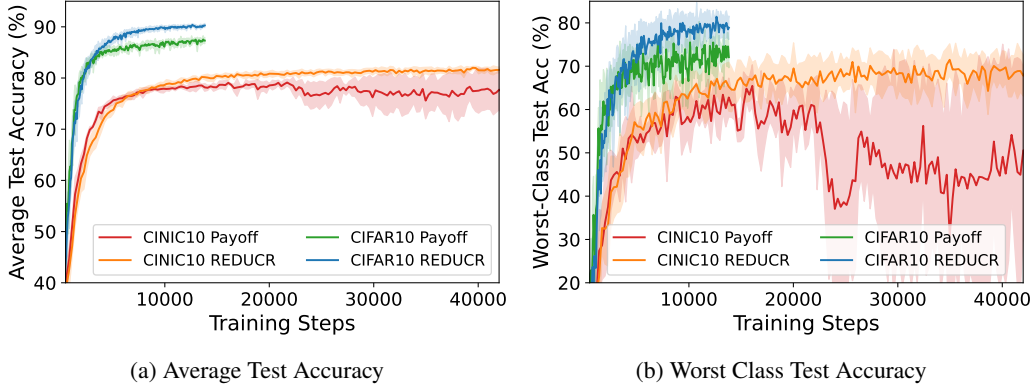 Average Test Accuracy (%)
90
80
70
60
50
40
10000
20000
30000
40000
Training Steps
CINIC10 Payoff
CINIC10 REDUCR
CIFAR10 Payoff
CIFAR10 REDUCR
(a) Average Test Accuracy
Worst-Class Test Acc (%)
80
70
60
50
40
30
20
10000
20000
30000
40000
Training Steps
CINIC10 Payoff
CINIC10 REDUCR
CIFAR10 Payoff
CIFAR10 REDUCR
(b) Worst Class Test Accuracy